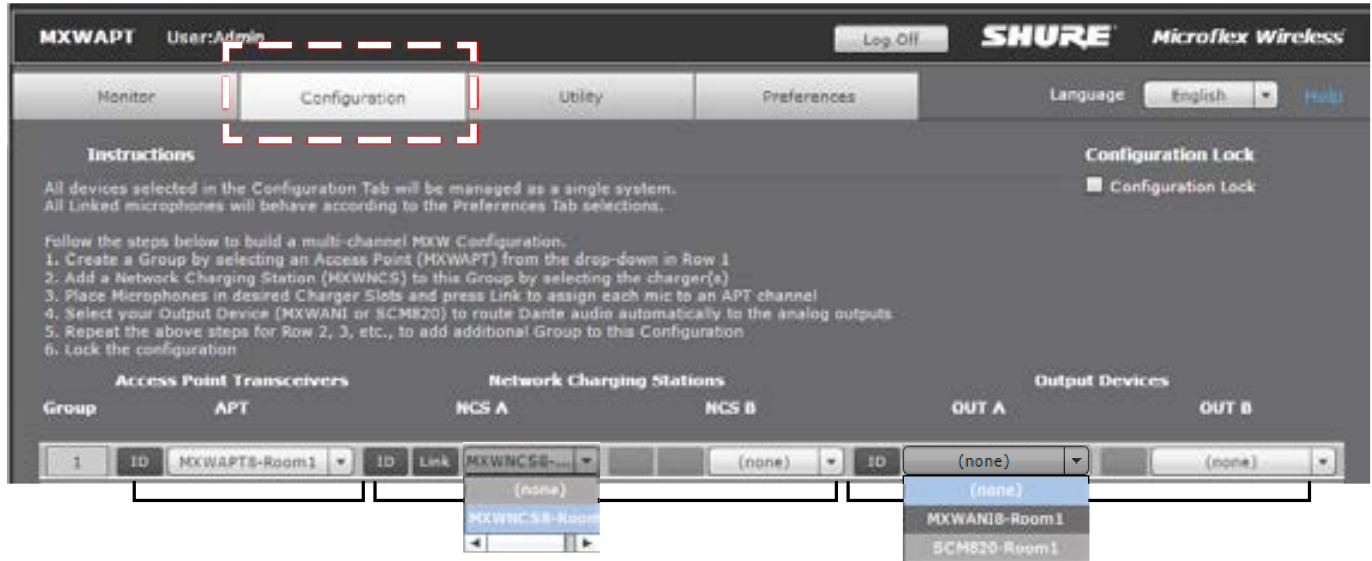 MXWAPT User:Admin Log Off SHURE Microflex Wireless
Monitor Configuration Utility Preferences Language English Help
Instructions Configuration Lock
All devices selected in the Configuration Tab will be managed as a single system. Configuration Lock
All Linked microphones will behave according to the Preferences Tab selections.
Follow the steps below to build a multi-channel MXW Configuration.
1. Create a Group by selecting an Access Point (MXWAPT) from the drop-down in Row 1
2. Add a Network Charging Station (MXWNCS) to this Group by selecting the charger(s)
3. Place Microphones in desired Charger Slots and press Link to assign each mic to an APT channel
4. Select your Output Device (MXWANI or SCM820) to route Dante audio automatically to the analog outputs
5. Repeat the above steps for Row 2, 3, etc., to add additional Group to this Configuration
6. Lock the configuration
Access Point Transceivers Network Charging Stations Output Devices
Group APT NCS A NCS B OUT A OUT B
1 ID MXWAPT8-Room1 ID Link MXWNCS8-... (none) ID (none) (none)
(none) (none)
MXWNCS8-Room MXWANI8-Room1
SCM820-Room1